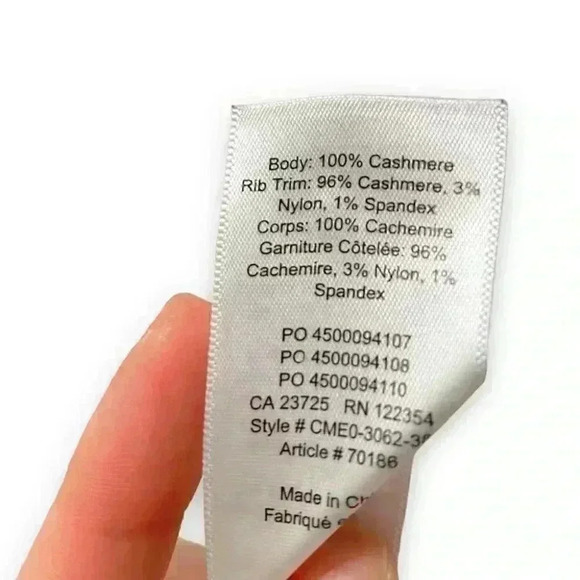 Body: 100% Cashmere
Rib Trim: 96% Cashmere, 3%
Nylon, 1% Spandex
Corps: 100% Cachemire
Garniture Côtelée: 96%
Cachemire, 3% Nylon, 1%
Spandex
PO 4500094107
PO 4500094108
PO 4500094110
CA 23725 RN 122354
Style #
Article # 70186
Made in
Fabriqué